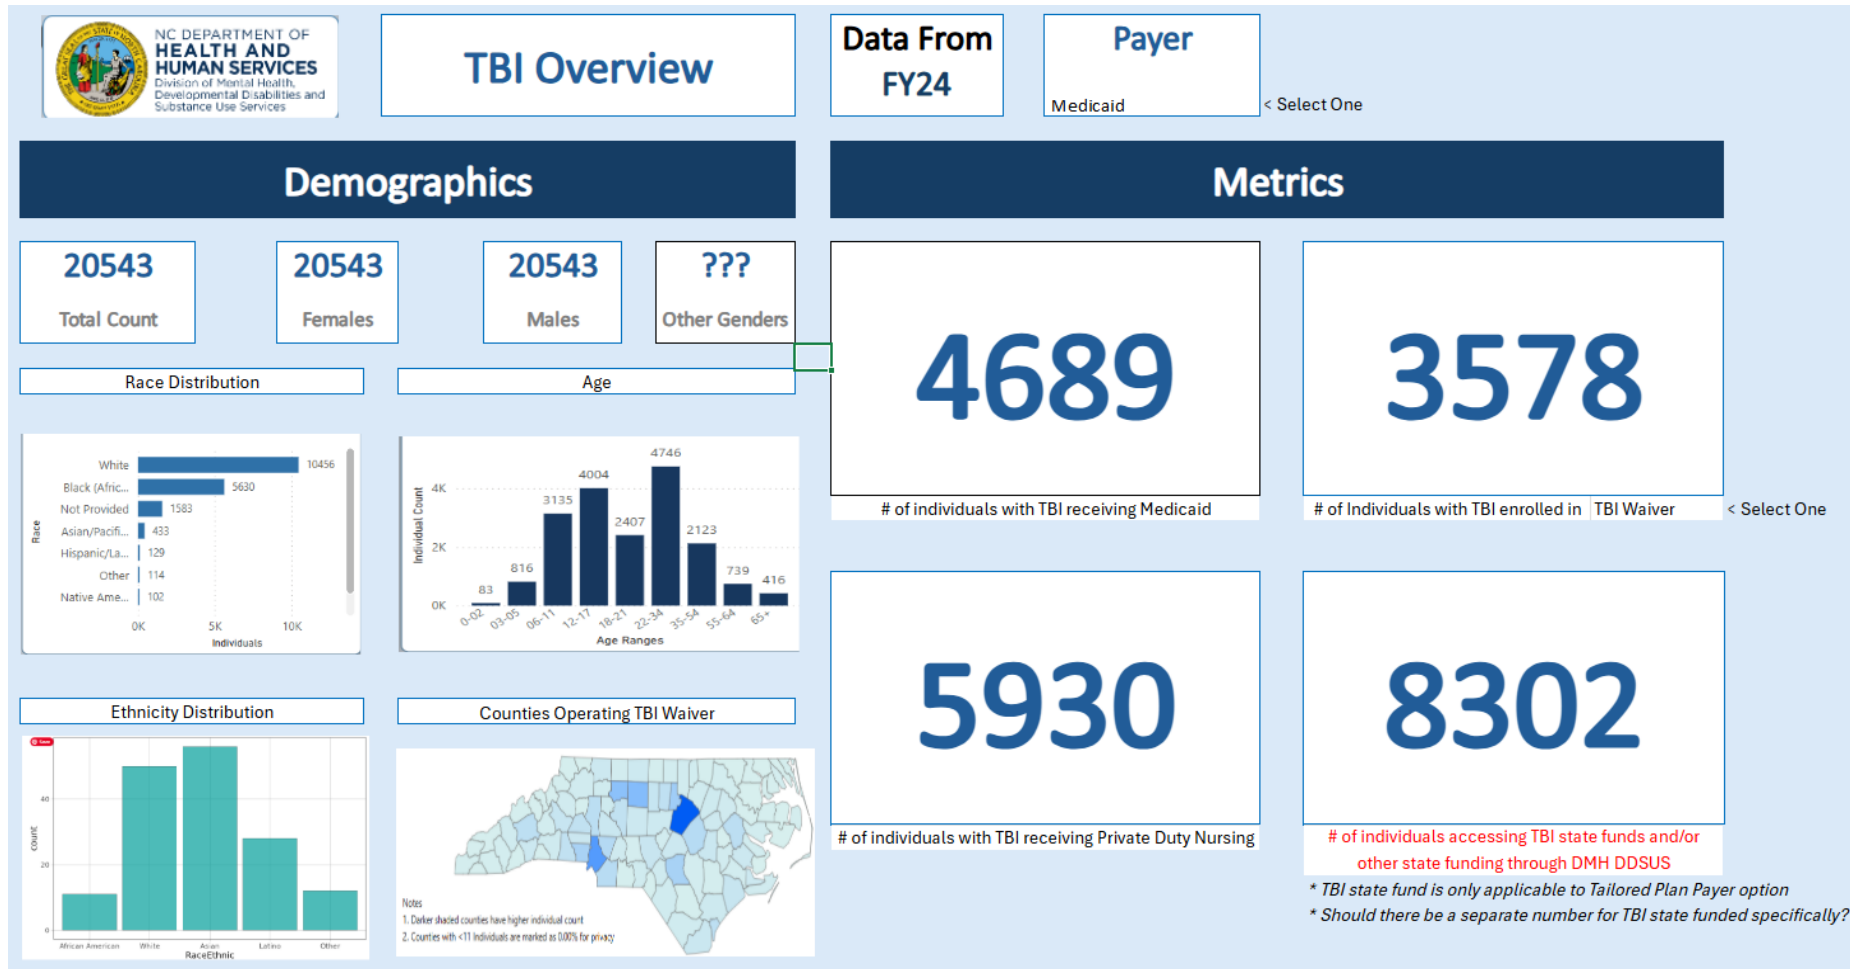 NC DEPARTMENT OF
HEALTH AND
HUMAN SERVICES
Division of Mental Health,
Developmental Disabilities and
Substance Use Services
TBI Overview
Data From
FY24
Payer
Medicaid
< Select One
Demographics
Metrics
20543
Total Count
20543
Females
20543
Males
???
Other Genders
Race Distribution
Race
White
10456
Black (Afric...
5630
Not Provided
1583
Asian/Pacifi...
433
Hispanic/La...
129
Other
114
Native Ame...
102
0K 5K 10K
Individuals
Age
Individual Count
4K
2K
0K
83
816
3135
4004
2407
4746
2123
739
416
0-02 03-05 06-11 12-17 18-21 22-34 35-54 55-64 65+
Age Ranges
4689
# of individuals with TBI receiving Medicaid
3578
# of Individuals with TBI enrolled in TBI Waiver
< Select One
Ethnicity Distribution
Save
count
40
20
0
African American White Asian Latino Other
RaceEthnic
Counties Operating TBI Waiver
Notes
1. Darker shaded counties have higher individual count
2. Counties with <11 Individuals are marked as 0.00% for privacy
5930
# of individuals with TBI receiving Private Duty Nursing
8302
# of individuals accessing TBI state funds and/or
other state funding through DMH DDSUS
* TBI state fund is only applicable to Tailored Plan Payer option
* Should there be a separate number for TBI state funded specifically?